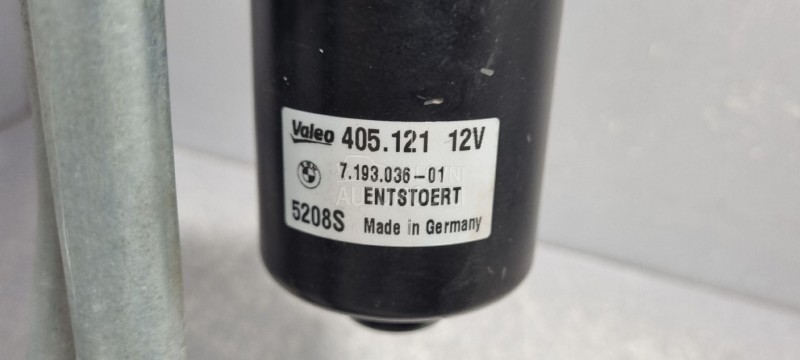 Valeo 405.121 12V
7.193.036-01
ENTSTOERT
5208S Made in Germany